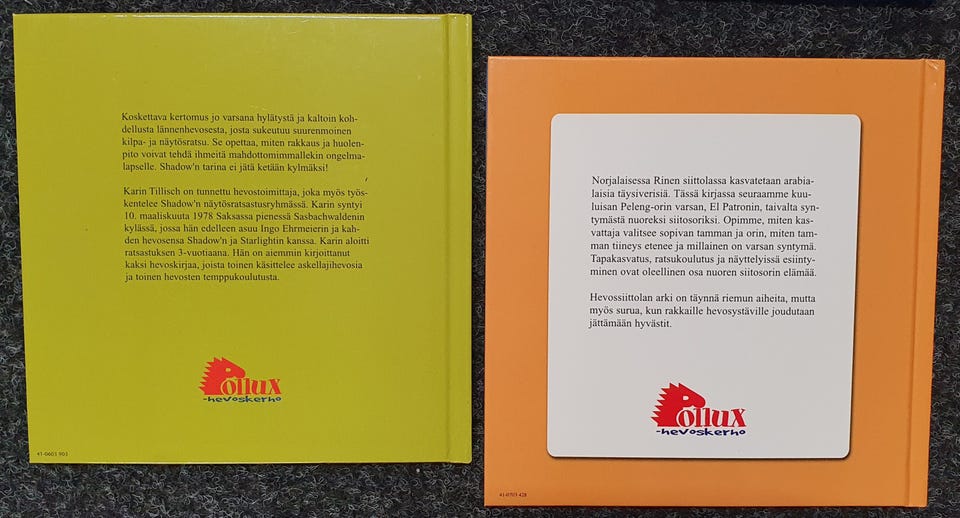 Koskettava kertomus jo varsana hylätystä ja kaltoin koh-
dellusta lännenhevosesta, josta sukeutuu suurenmoinen
kilpa- ja näytösratsu. Se opettaa, miten rakkaus ja huolen-
pito voivat tehdä ihmeitä mahdottomimmallekin ongelma-
lapselle. Shadow'n tarina ei jätä ketään kylmäksi!
Karin Tillisch on tunnettu hevostoimittaja, joka myös työs-
kentelee Shadow'n näytösratsastusryhmässä. Karin syntyi
10. maaliskuuta 1978 Saksassa pienessä Sasbachwaldenin
kylässä, jossa hän edelleen asuu Ingo Ehrmeierin ja kah-
den hevosensa Shadow'n ja Starlightin kanssa. Karin aloitti
ratsastuksen 3-vuotiaana. Hän on aiemmin kirjoittanut
kaksi hevoskirjaa, joista toinen käsittelee askellajihevosia
ja toinen hevosten temppukoulutusta.
Pollux
-hevoskerho
41-0603 903
Norjalaisessa Rinen siittolassa kasvatetaan arabia-
laisia täysiverisiä. Tässä kirjassa seuraamme kuu-
luisan Peleng-orin varsan, El Patronin, taivalta syn-
tymästä nuoreksi siitosoriksi. Opimme, miten kas-
vattaja valitsee sopivan tamman ja orin, miten tam-
man tiineys etenee ja millainen on varsan syntymä.
Tapakasvatus, ratsukoulutus ja näyttelyissä esiinty-
minen ovat oleellinen osa nuoren siitosorin elämää.
Hevossiittolan arki on täynnä riemun aiheita, mutta
myös surua, kun rakkaille hevosystäville joudutaan
jättämään hyvästit.
Pollux
-hevoskerho
41-0703 428